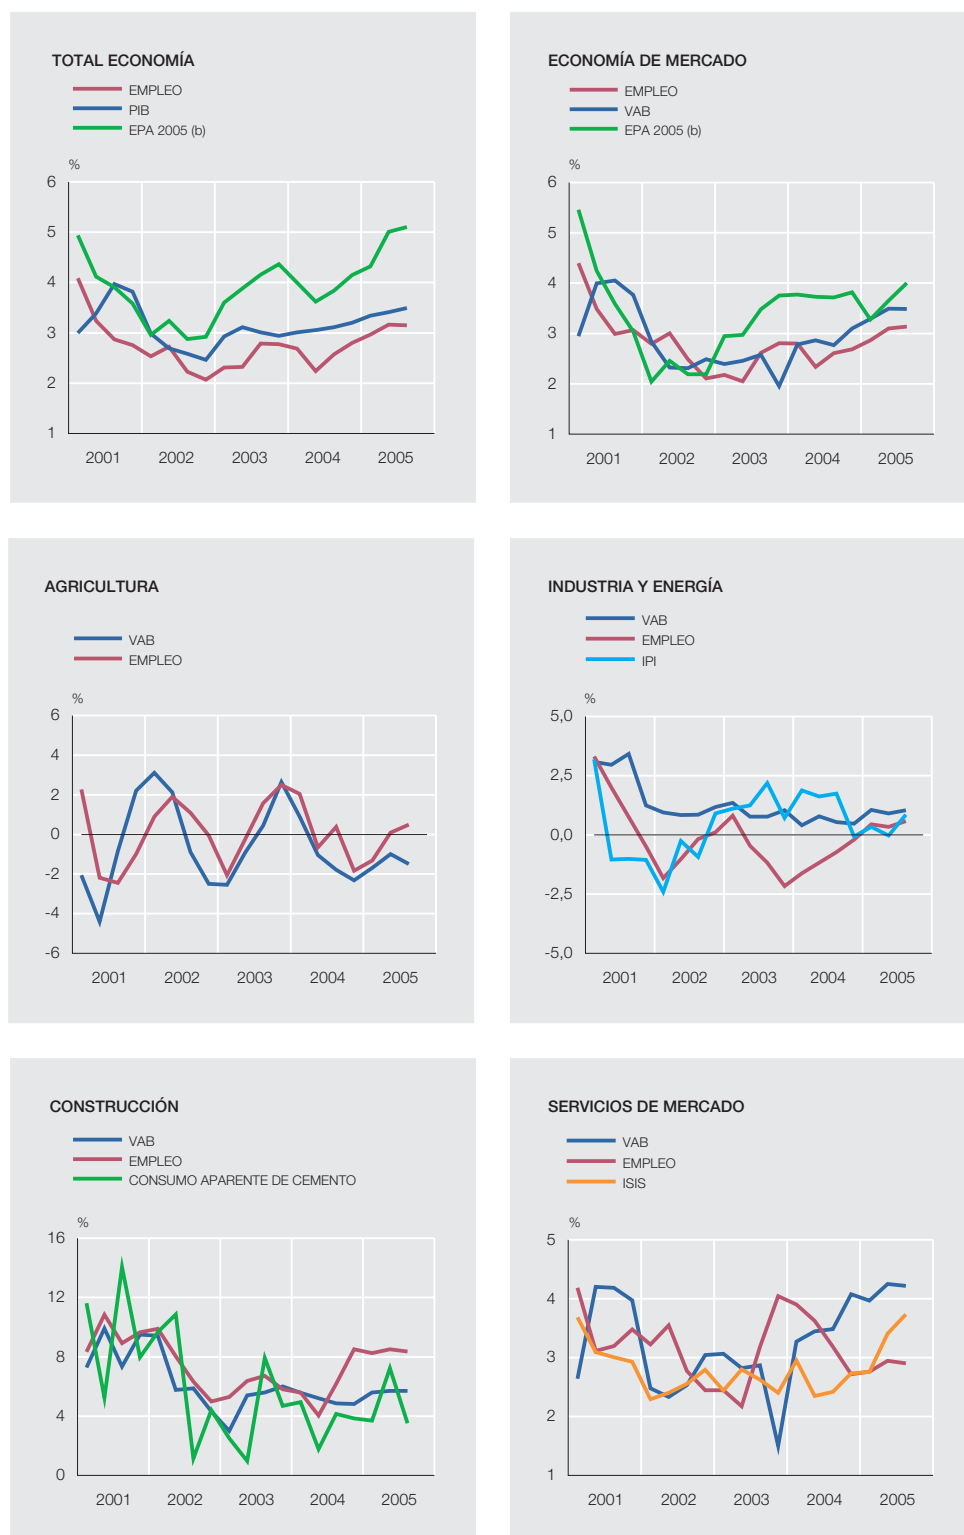 TOTAL ECONOMÍA
EMPLEO
PIB
EPA 2005 (b)
%
6
5
4
3
2
1
2001 2002 2003 2004 2005
ECONOMÍA DE MERCADO
EMPLEO
VAB
EPA 2005 (b)
%
6
5
4
3
2
1
2001 2002 2003 2004 2005
AGRICULTURA
VAB
EMPLEO
%
6
4
2
0
-2
-4
-6
2001 2002 2003 2004 2005
INDUSTRIA Y ENERGÍA
VAB
EMPLEO
IPI
%
5,0
2,5
0,0
-2,5
-5,0
2001 2002 2003 2004 2005
CONSTRUCCIÓN
VAB
EMPLEO
CONSUMO APARENTE DE CEMENTO
%
16
12
8
4
0
2001 2002 2003 2004 2005
SERVICIOS DE MERCADO
VAB
EMPLEO
ISIS
%
5
4
3
2
1
2001 2002 2003 2004 2005